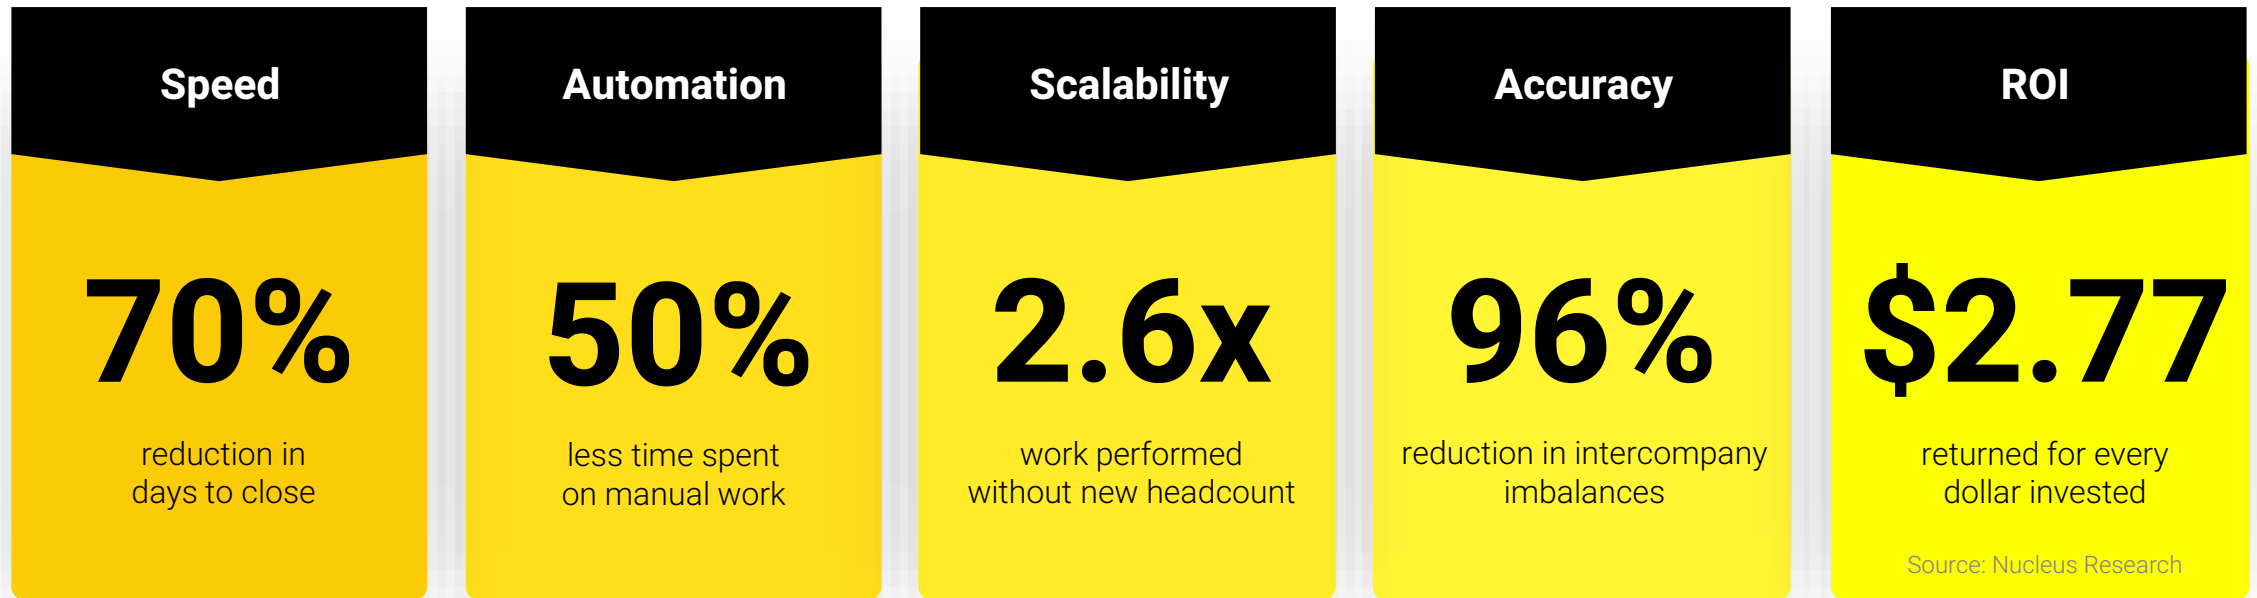 Speed
70%
reduction in
days to close
Automation
50%
less time spent
on manual work
Scalability
2.6x
work performed
without new headcount
Accuracy
96%
reduction in intercompany
imbalances
ROI
$2.77
returned for every
dollar invested
Source: Nucleus Research